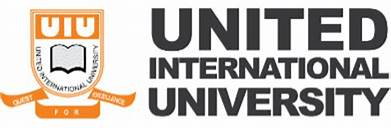 UIU
UNITED INTERNATIONAL UNIVERSITY
QUEST FOR EXCELLENCE
UNITED
INTERNATIONAL
UNIVERSITY